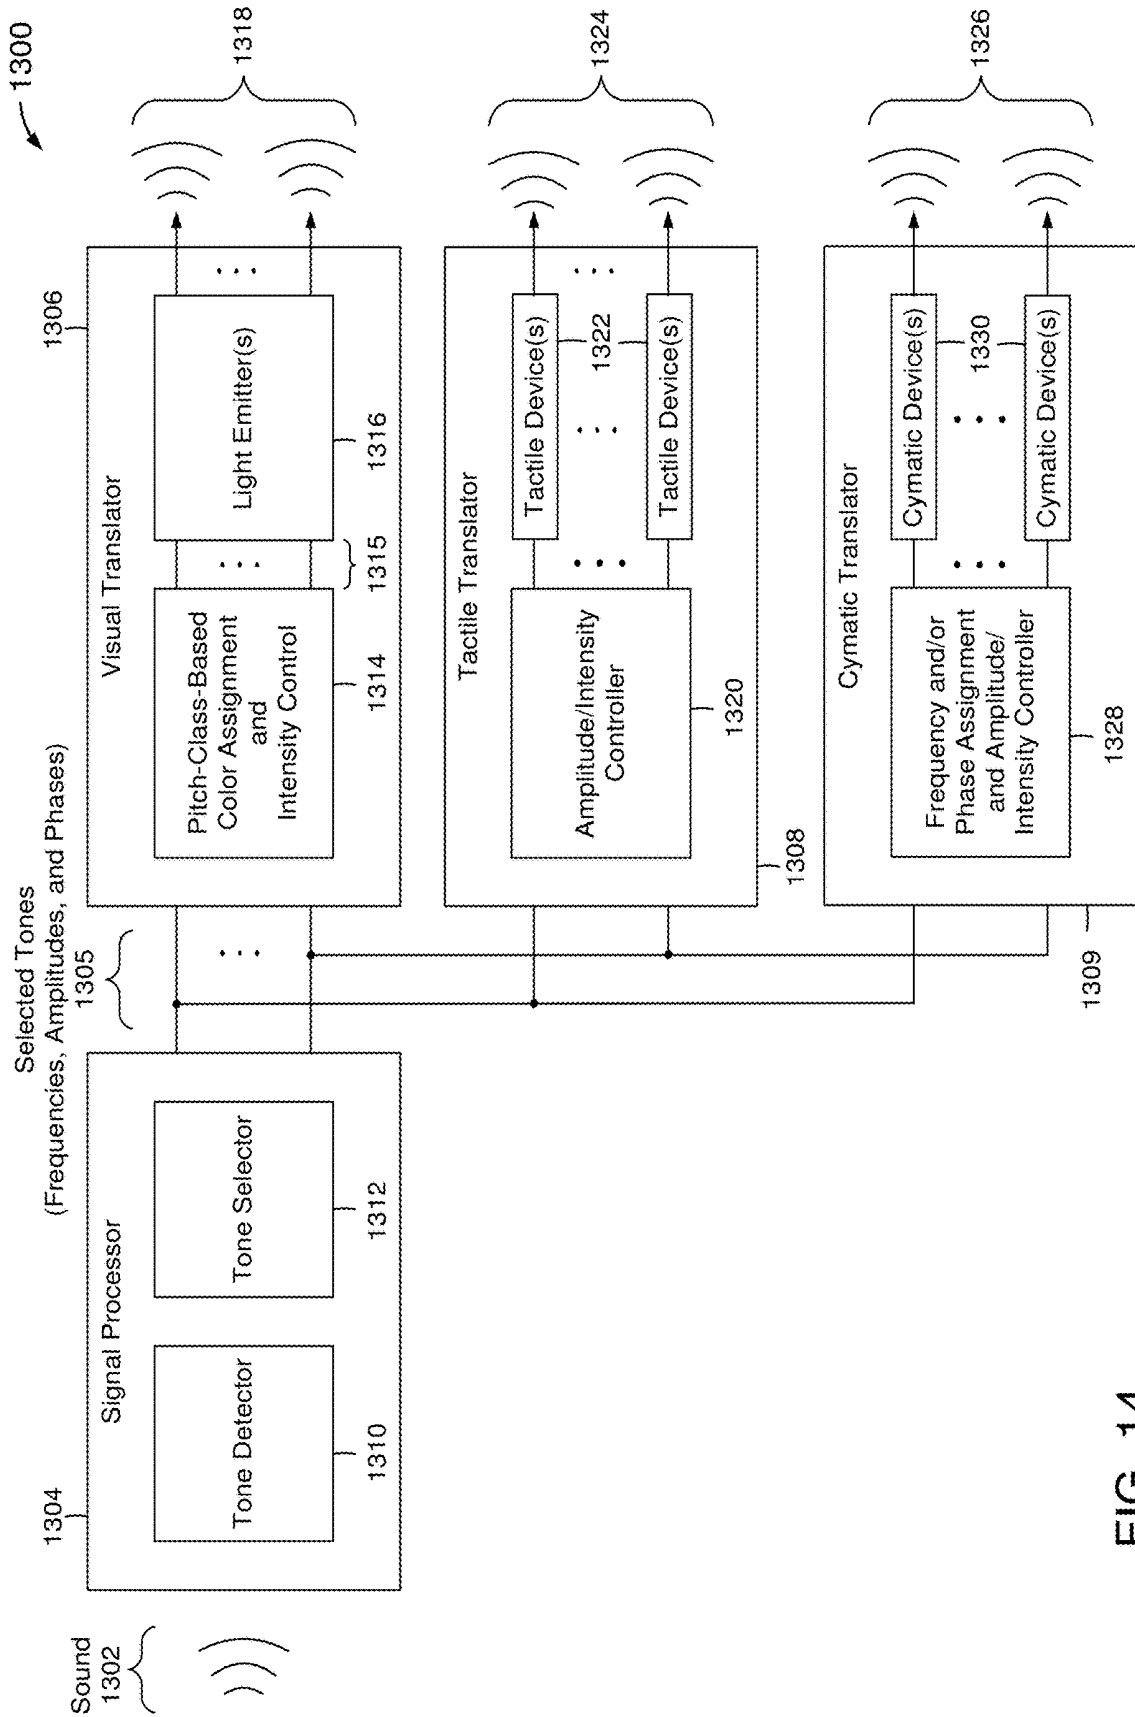 1300
Sound
1302
1304
Signal Processor
Tone Detector
1310
Tone Selector
1312
Selected Tones
(Frequencies, Amplitudes, and Phases)
1305
1306
Visual Translator
Pitch-Class-Based
Color Assignment
and
Intensity Control
1314
1315
Light Emitter(s)
1316
1318
Tactile Translator
Amplitude/Intensity
Controller
1320
1308
Tactile Device(s)
1322
Tactile Device(s)
1324
Cymatic Translator
Frequency and/or
Phase Assignment
and Amplitude/
Intensity Controller
1328
1309
Cymatic Device(s)
1330
Cymatic Device(s)
1326
FIG. 14